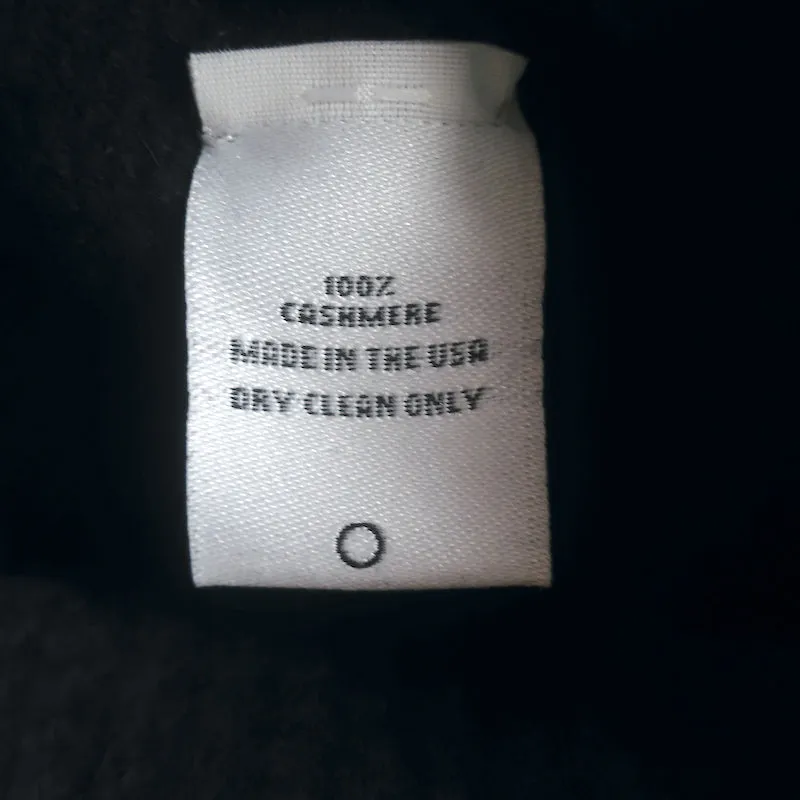 100%
CASHMERE
MADE IN THE USA
DRY CLEAN ONLY